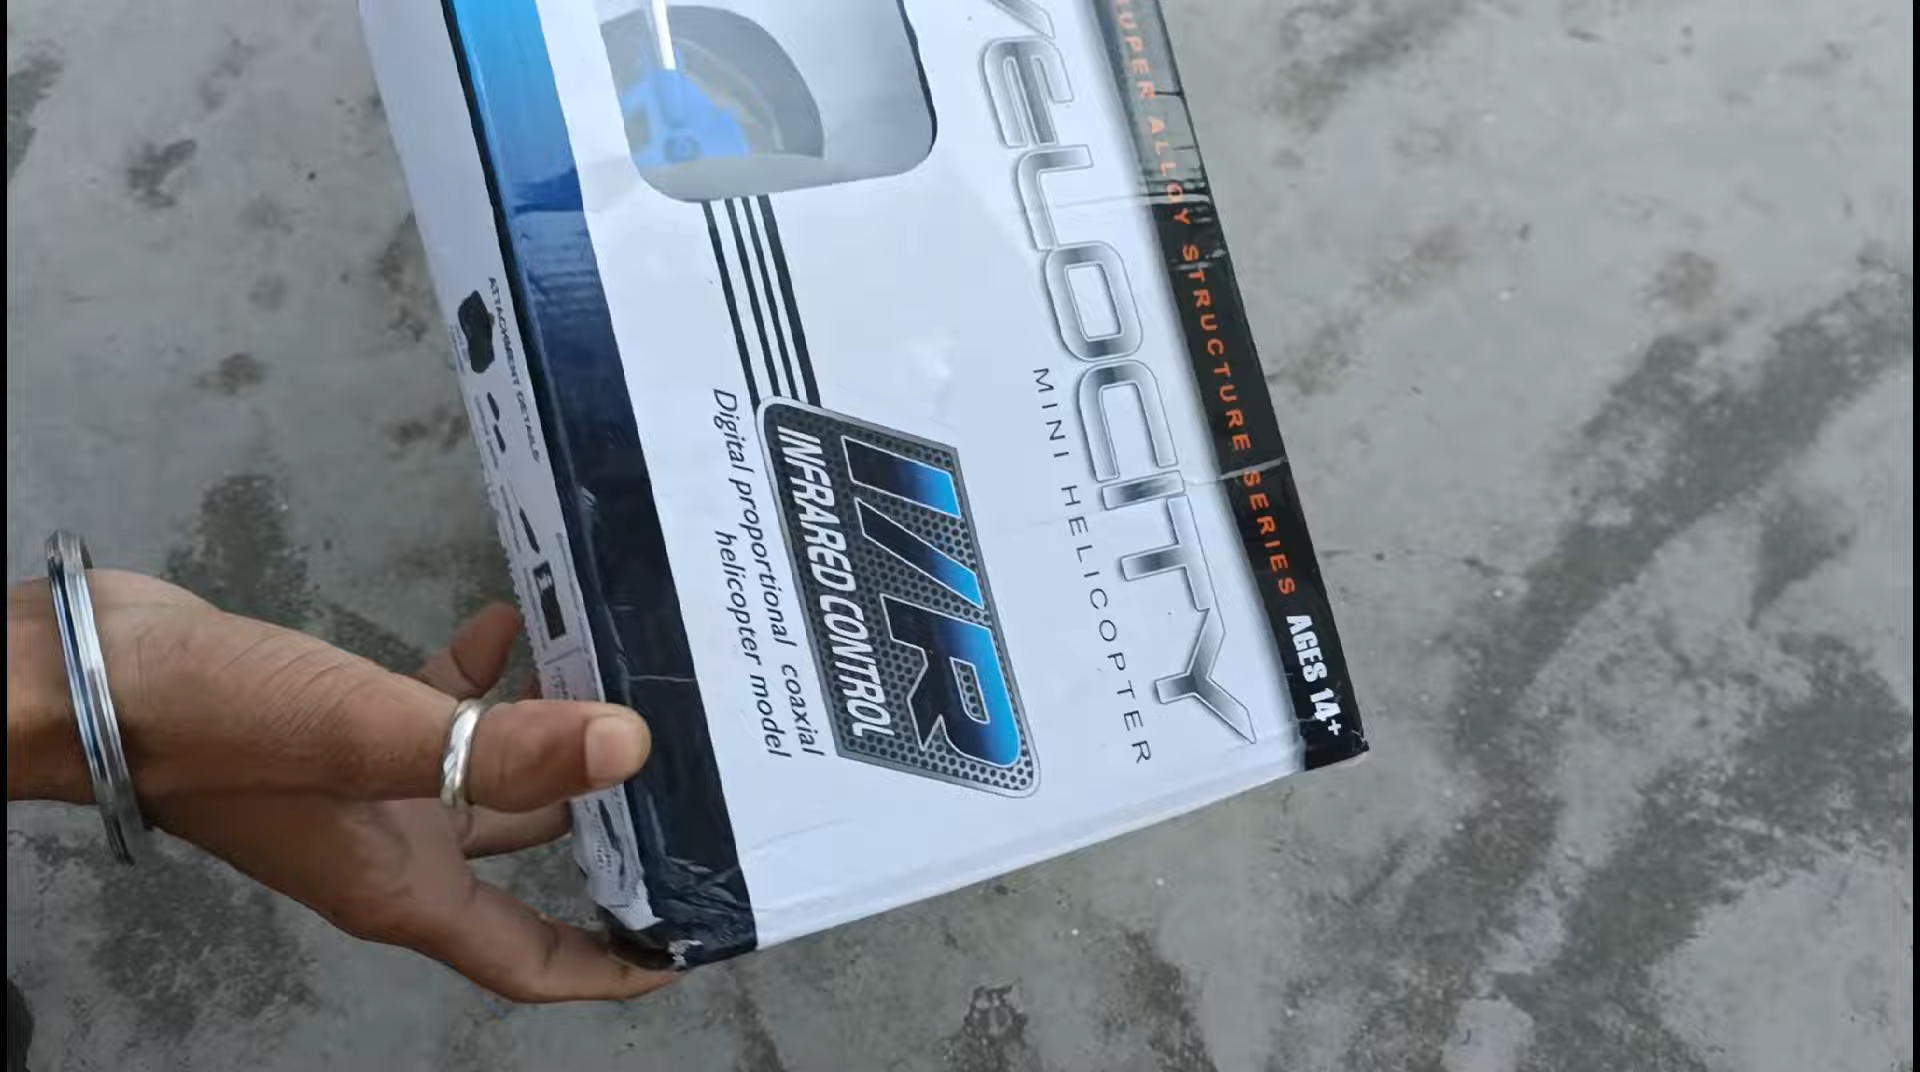 SUPER ALLOY STRUCTURE SERIES AGES 14+
VELOCITY
MINI HELICOPTER
I/R
INFRARED CONTROL
Digital proportional coaxial
helicopter model
ATTACHMENT DETAILS